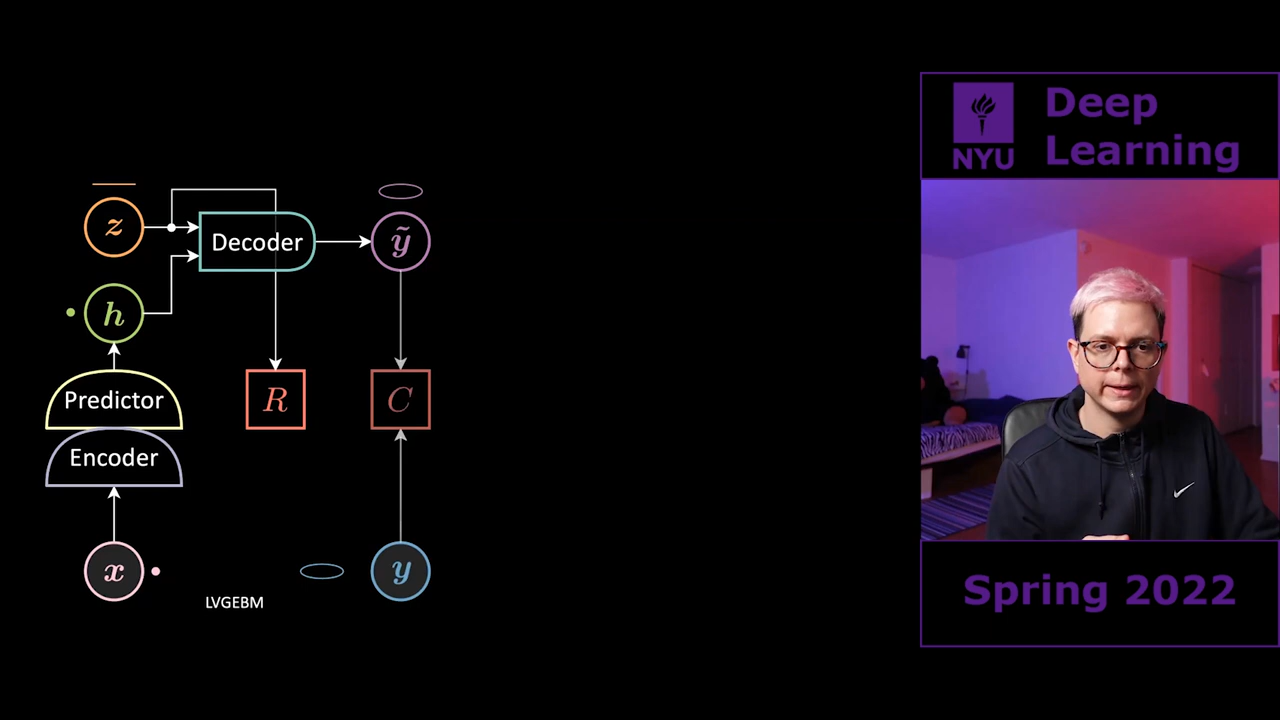 z
Decoder
ỹ
h
Predictor
R
C
Encoder
x
y
LVGEBM
NYU
Deep
Learning
Spring 2022